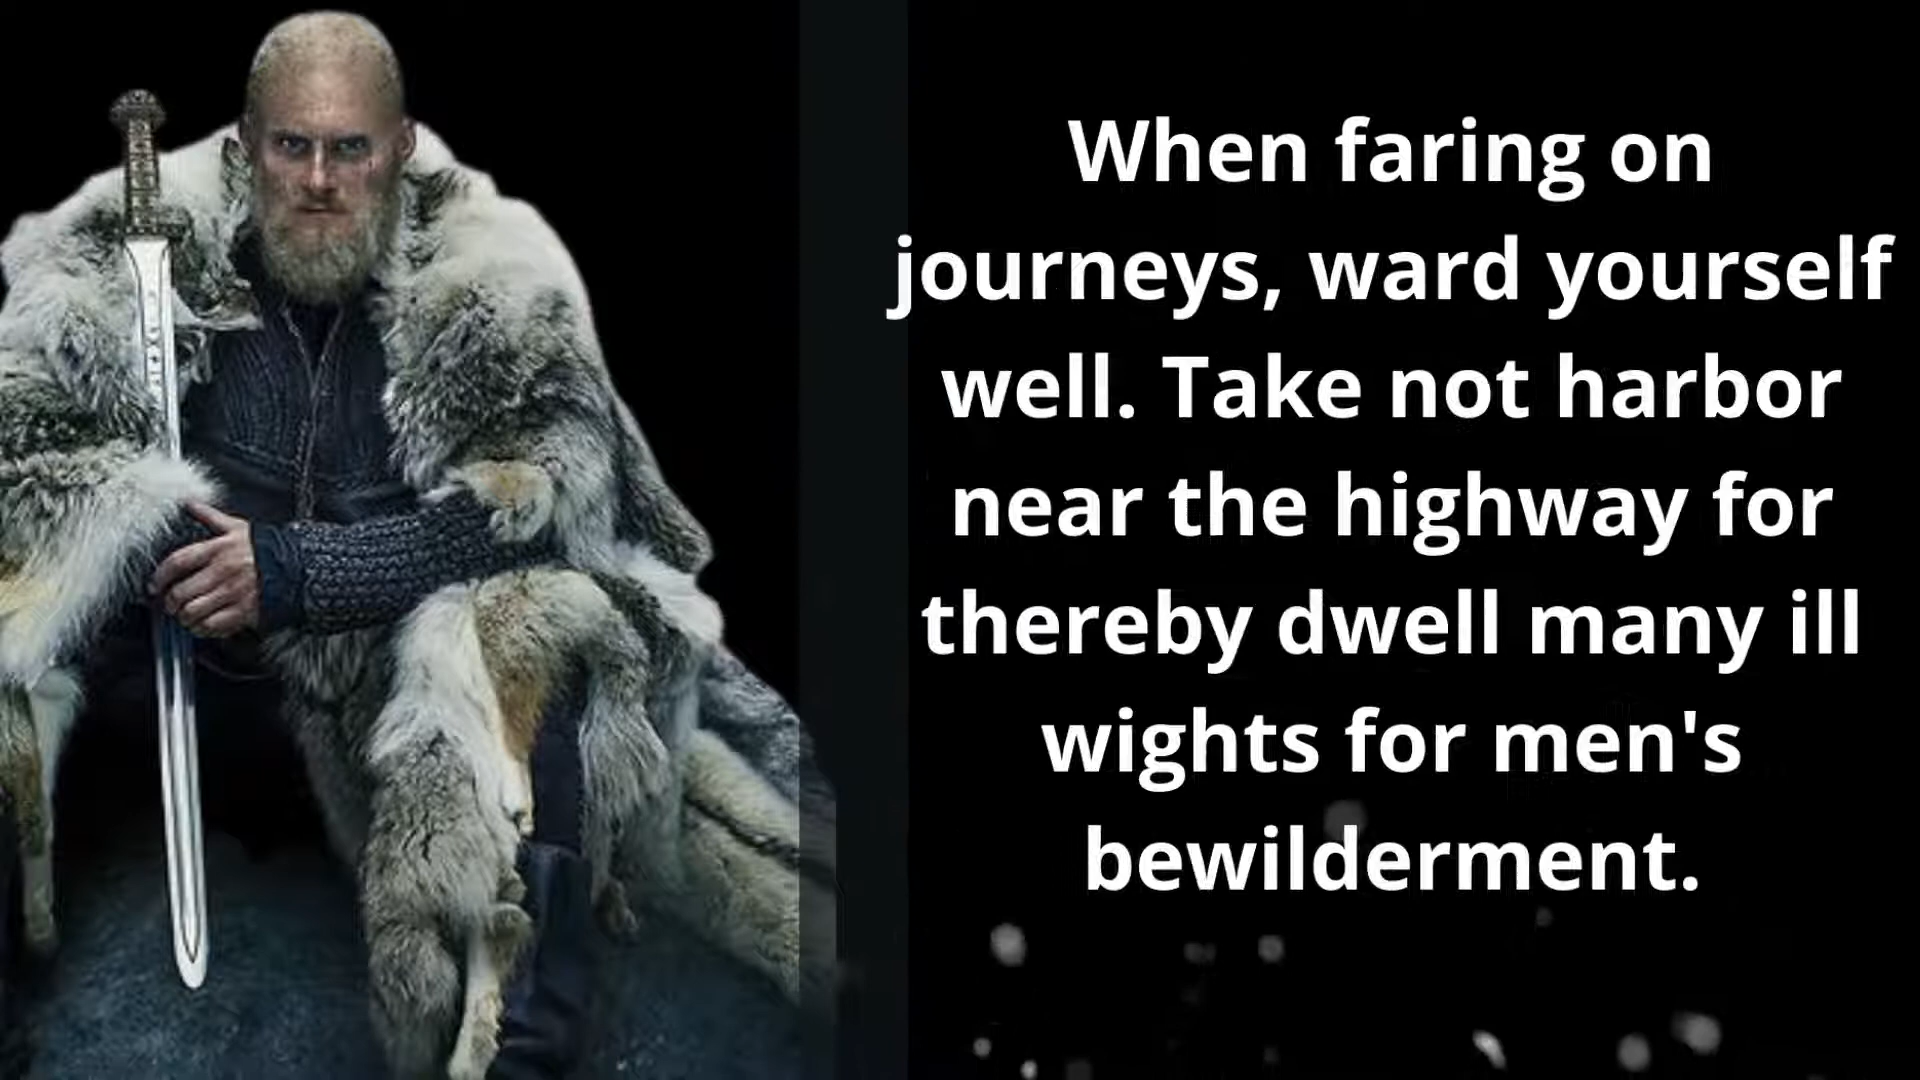 When faring on
journeys, ward yourself
well. Take not harbor
near the highway for
thereby dwell many ill
wights for men's
bewilderment.